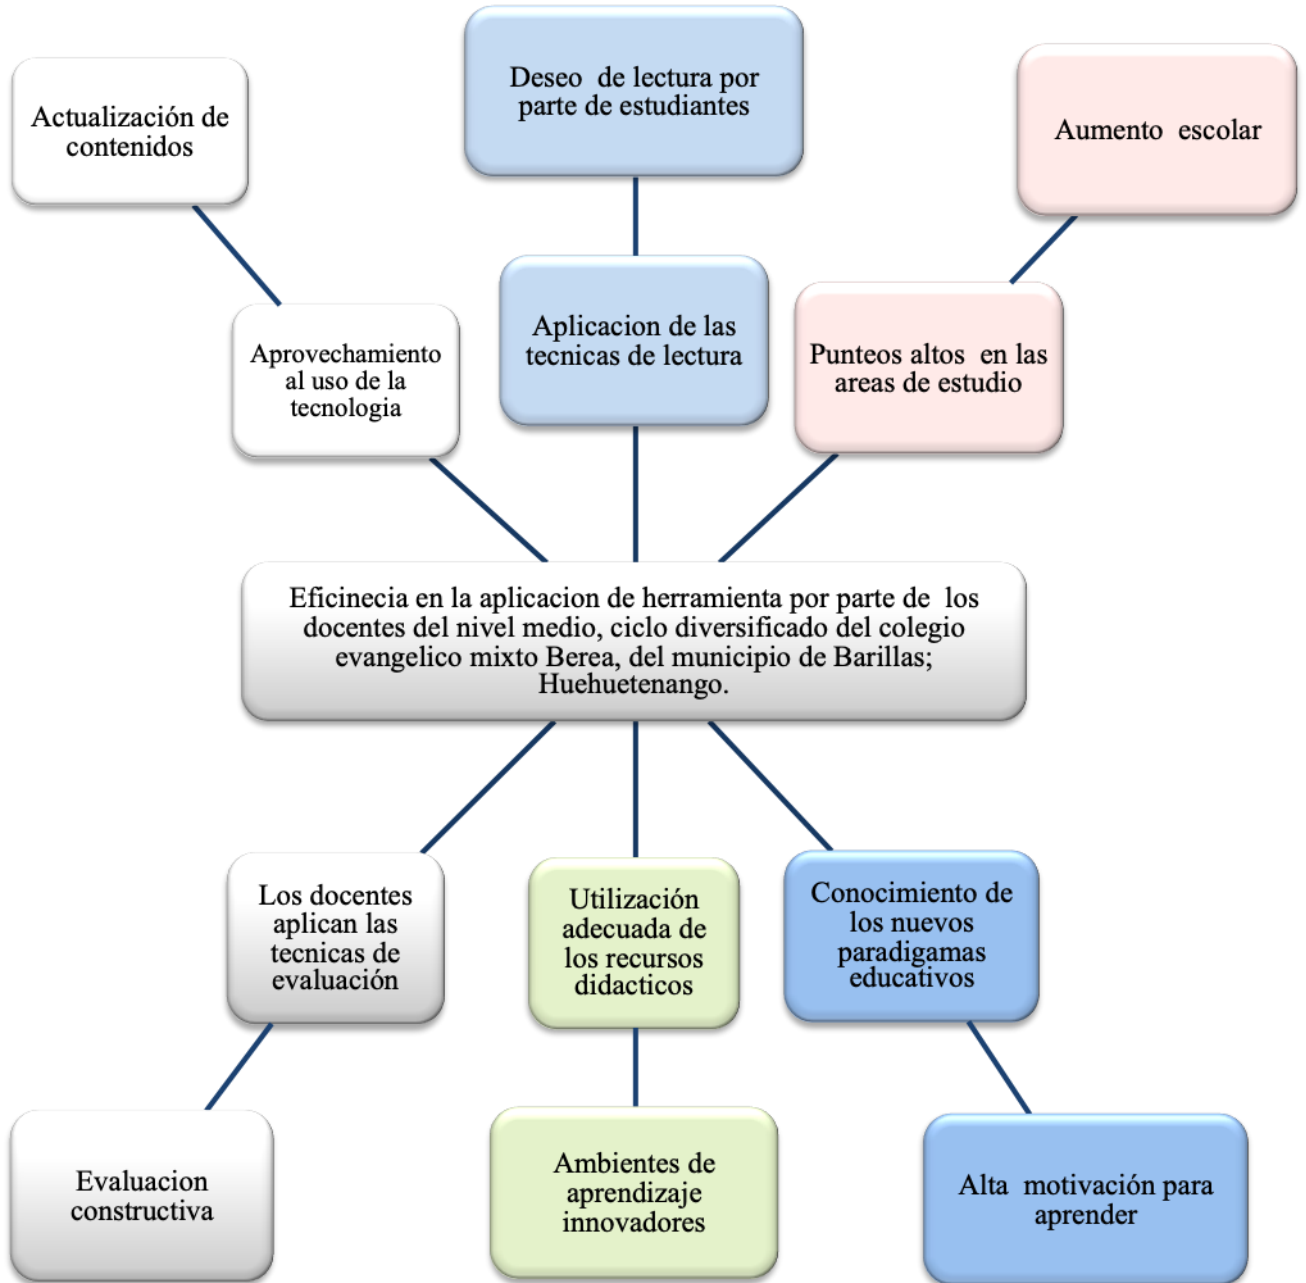 Deseo de lectura por
parte de estudiantes
Actualización de
contenidos
Aumento escolar
Aprovechamiento
al uso de la
tecnologia
Aplicacion de las
tecnicas de lectura
Punteos altos en las
areas de estudio
Eficinecia en la aplicacion de herramienta por parte de los
docentes del nivel medio, ciclo diversificado del colegio
evangelico mixto Berea, del municipio de Barillas;
Huehuetenango.
Los docentes
aplican las
tecnicas de
evaluación
Utilización
adecuada de
los recursos
didacticos
Conocimiento de
los nuevos
paradigamas
educativos
Evaluacion
constructiva
Ambientes de
aprendizaje
innovadores
Alta motivación para
aprender